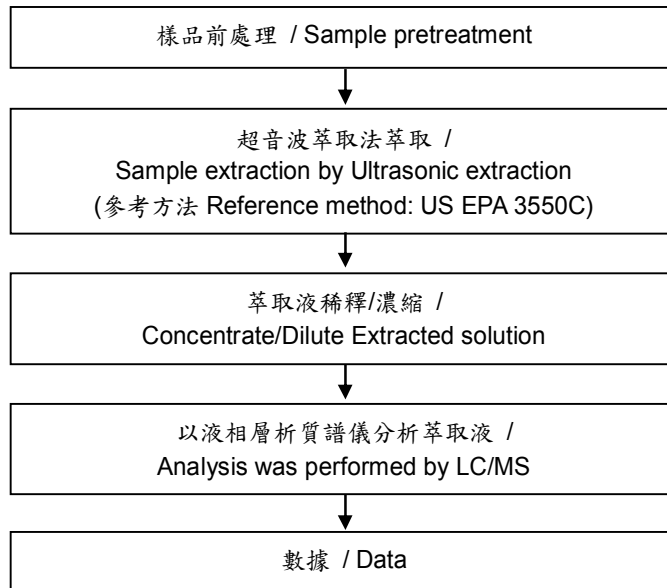 樣品前處理 / Sample pretreatment
超音波萃取法萃取 /
Sample extraction by Ultrasonic extraction
(參考方法 Reference method: US EPA 3550C)
萃取液稀釋/濃縮 /
Concentrate/Dilute Extracted solution
以液相層析質譜儀分析萃取液 /
Analysis was performed by LC/MS
數據 / Data